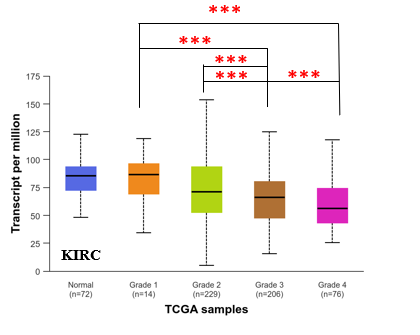 ***
***
***
*** ***
Transcript per million
175
150
125
100
75
50
25
0
KIRC
Normal Grade 1 Grade 2 Grade 3 Grade 4
(n=72) (n=14) (n=229) (n=206) (n=76)
TCGA samples